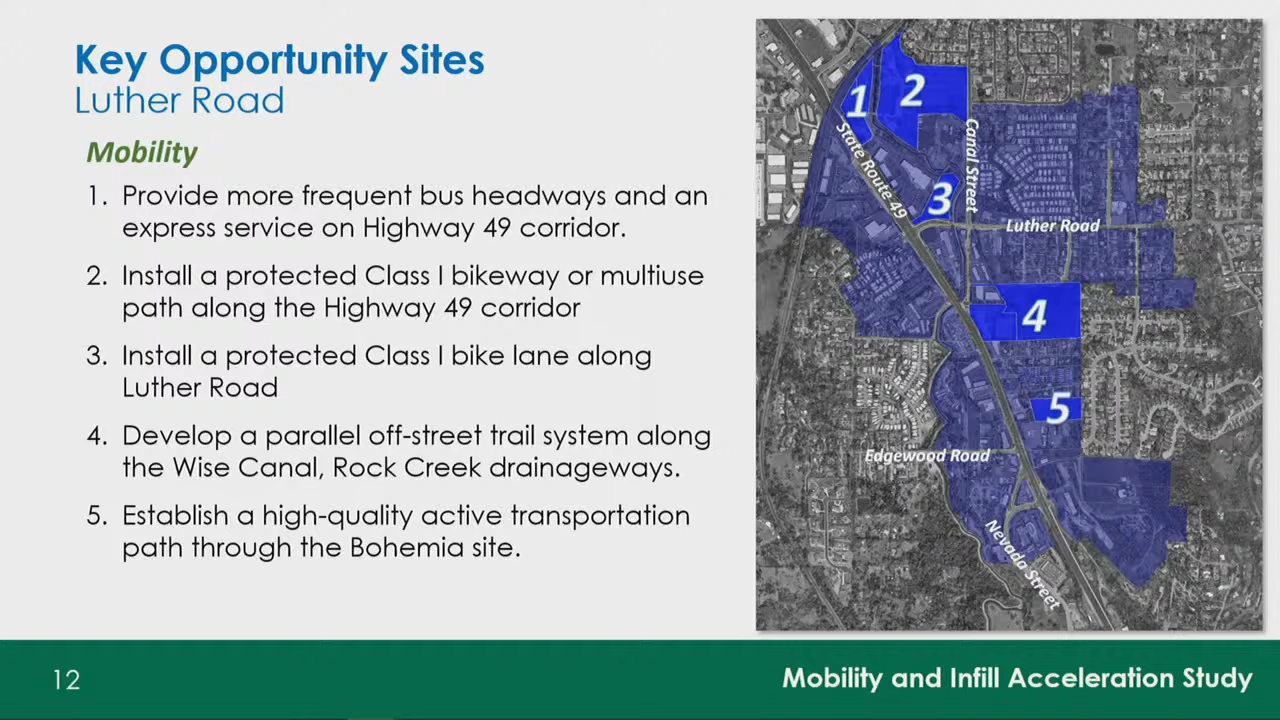 Key Opportunity Sites
Luther Road
Mobility
1. Provide more frequent bus headways and an
express service on Highway 49 corridor.
2. Install a protected Class I bikeway or multiuse
path along the Highway 49 corridor
3. Install a protected Class I bike lane along
Luther Road
4. Develop a parallel off-street trail system along
the Wise Canal, Rock Creek drainageways.
5. Establish a high-quality active transportation
path through the Bohemia site.
1
2
State Route 49
Canal Street
3
Luther Road
4
5
Edgewood Road
Nevada Street
12
Mobility and Infill Acceleration Study